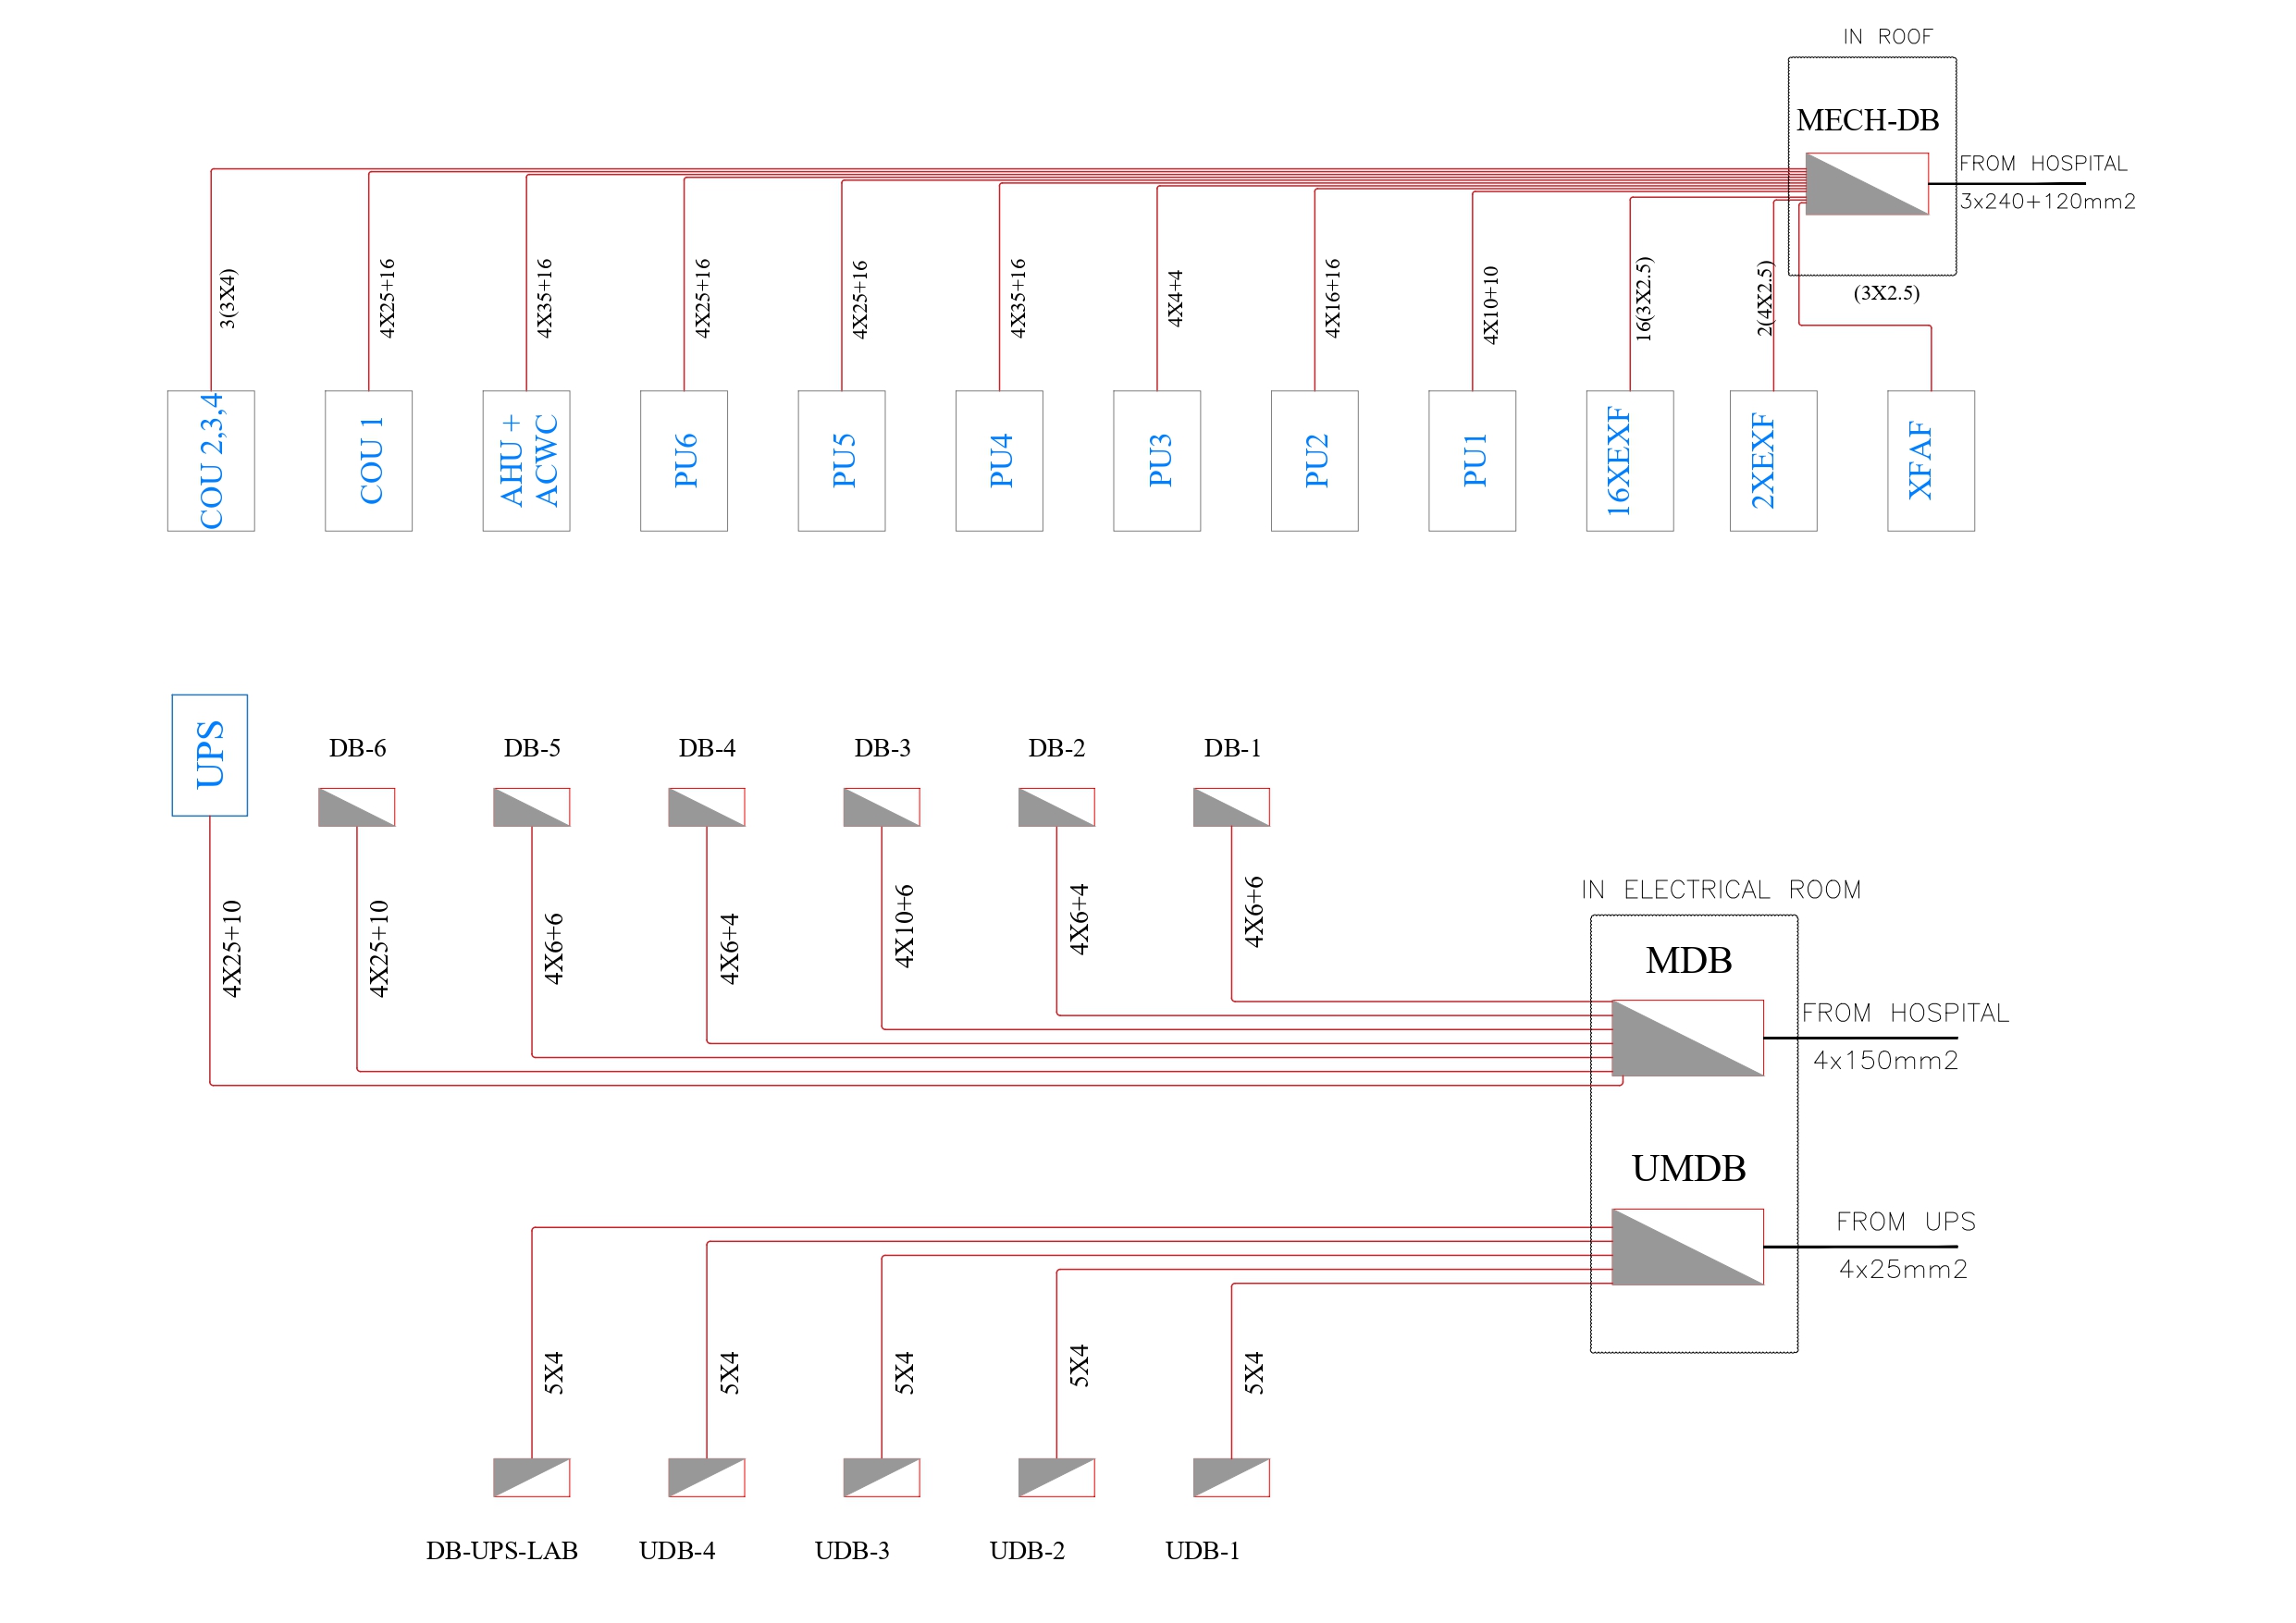 IN ROOF
MECH-DB
FROM HOSPITAL
3x240+120mm2
3(3X4)
4X25+16
4X35+16
4X25+16
4X25+16
4X35+16
4X4+4
4X16+16
4X10+10
16(3X2.5)
2(4X2.5)
(3X2.5)
COU 2,3,4
COU 1
AHU +
ACWC
PU6
PU5
PU4
PU3
PU2
PU1
16XEXF
2XEXF
XFAF
UPS
DB-6
DB-5
DB-4
DB-3
DB-2
DB-1
4X25+10
4X25+10
4X6+6
4X6+4
4X10+6
4X6+4
4X6+6
IN ELECTRICAL ROOM
MDB
FROM HOSPITAL
4x150mm2
UMDB
FROM UPS
4x25mm2
5X4
5X4
5X4
5X4
5X4
DB-UPS-LAB
UDB-4
UDB-3
UDB-2
UDB-1